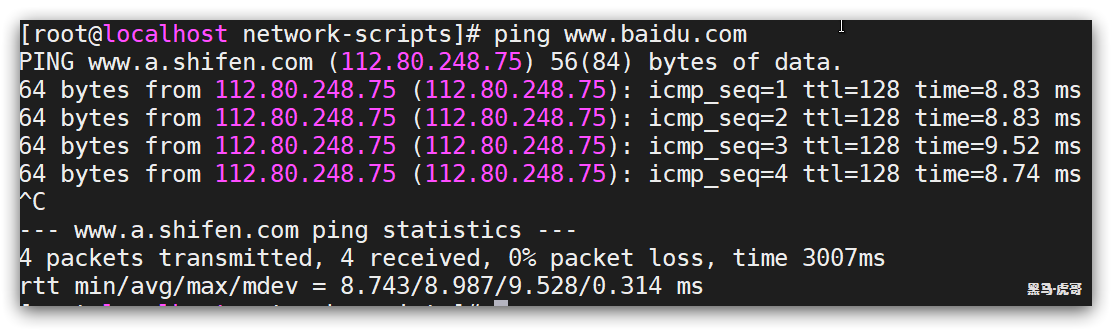 [root@localhost network-scripts]# ping www.baidu.com
PING www.a.shifen.com (112.80.248.75) 56(84) bytes of data.
64 bytes from 112.80.248.75 (112.80.248.75): icmp_seq=1 ttl=128 time=8.83 ms
64 bytes from 112.80.248.75 (112.80.248.75): icmp_seq=2 ttl=128 time=8.83 ms
64 bytes from 112.80.248.75 (112.80.248.75): icmp_seq=3 ttl=128 time=9.52 ms
64 bytes from 112.80.248.75 (112.80.248.75): icmp_seq=4 ttl=128 time=8.74 ms
^C
--- www.a.shifen.com ping statistics ---
4 packets transmitted, 4 received, 0% packet loss, time 3007ms
rtt min/avg/max/mdev = 8.743/8.987/9.528/0.314 ms
黑马·虎哥